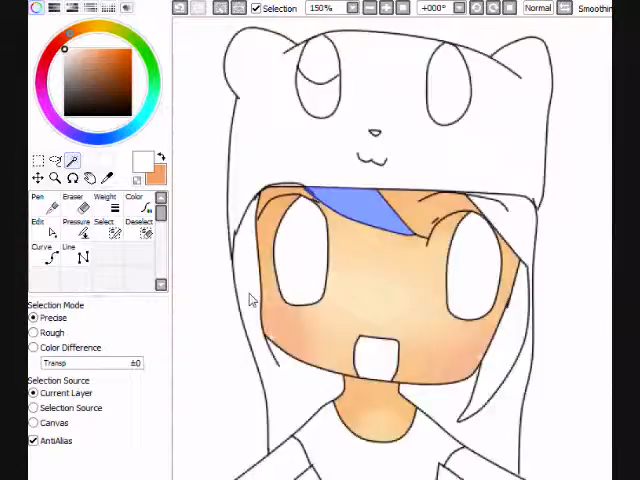 Selection 150% +000° Normal Smoothin
Pen Eraser Weight Color
Edit Pressure Select Deselect
Curve Line
Selection Mode
Precise
Rough
Color Difference
Transp ±0
Selection Source
Current Layer
Selection Source
Canvas
AntiAlias